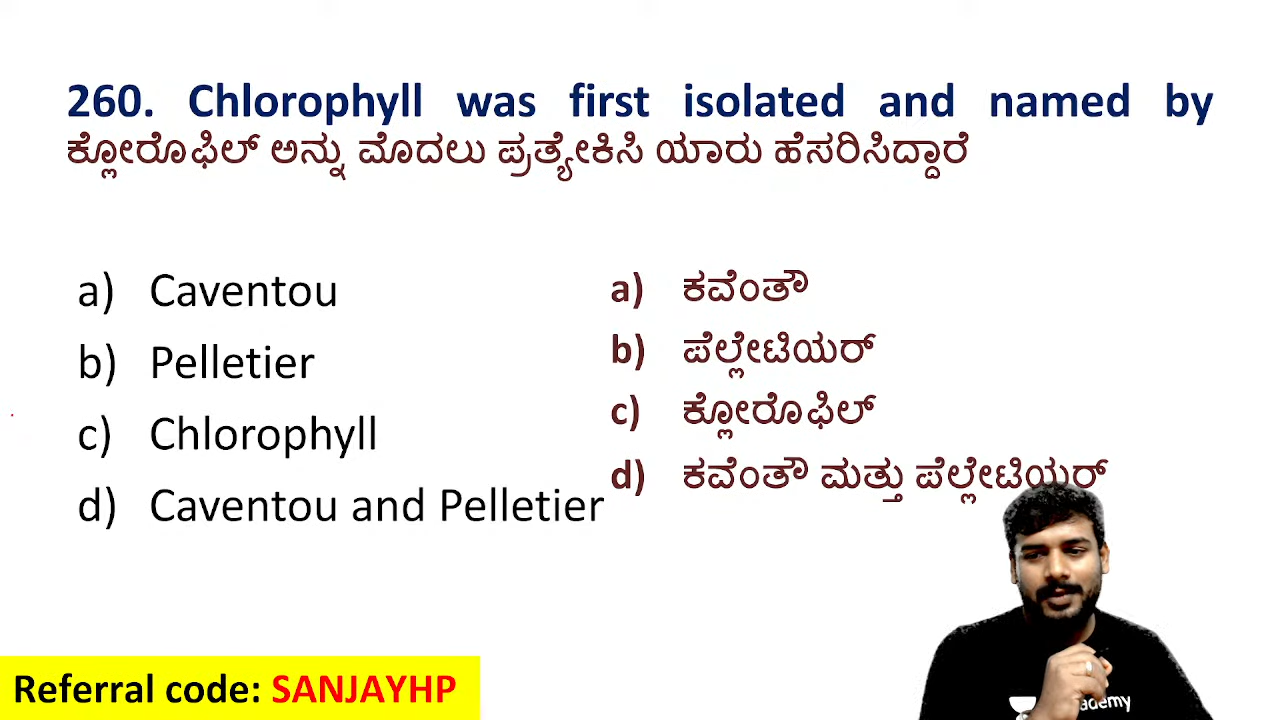 260. Chlorophyll was first isolated and named by
ಕ್ಲೋರೊಫಿಲ್ ಅನ್ನು ಮೊದಲು ಪ್ರತ್ಯೇಕಿಸಿ ಯಾರು ಹೆಸರಿಸಿದ್ದಾರೆ
a) Caventou
b) Pelletier
c) Chlorophyll
d) Caventou and Pelletier
a) ಕವೆಂತೌ
b) ಪೆಲ್ಲೇಟಿಯರ್
c) ಕ್ಲೋರೊಫಿಲ್
d) ಕವೆಂತೌ ಮತ್ತು ಪೆಲ್ಲೇಟಿಯರ್
Referral code: SANJAYHP